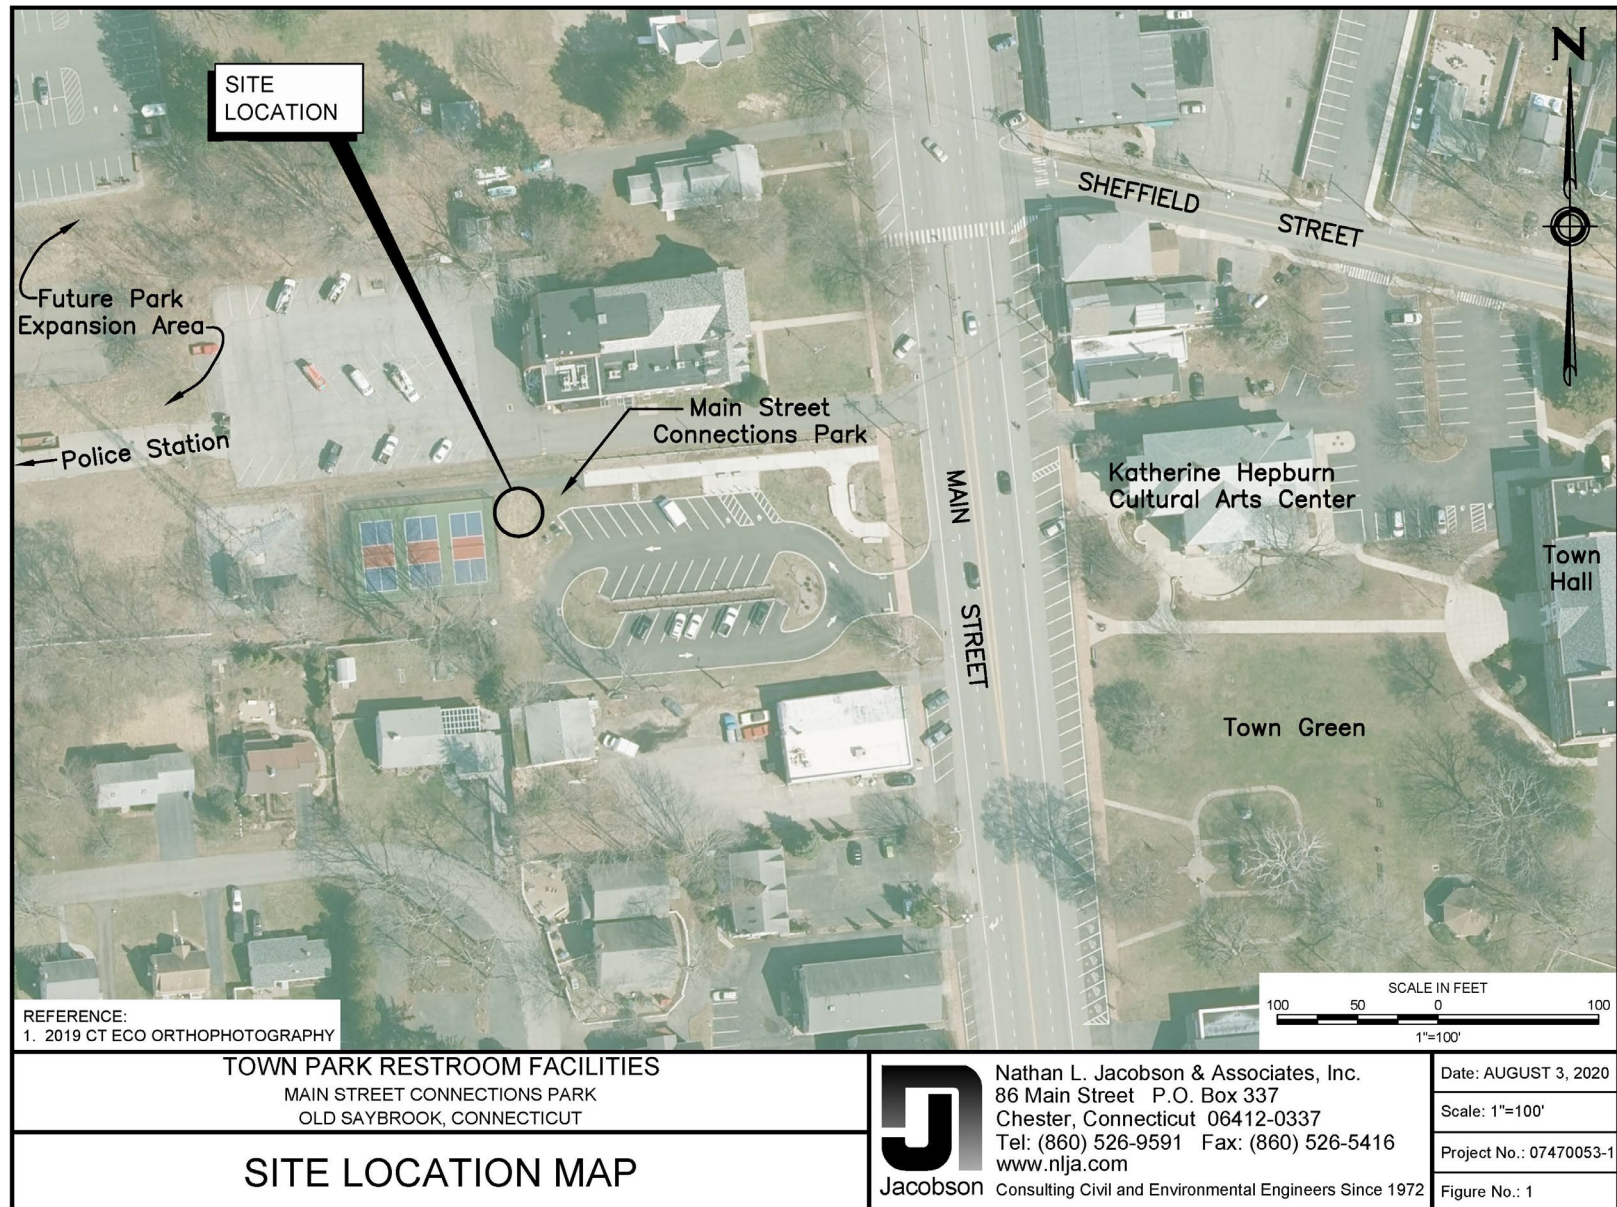 SITE
LOCATION
N
SHEFFIELD STREET
Future Park
Expansion Area
Main Street
Connections Park
Police Station
MAIN STREET
Katherine Hepburn
Cultural Arts Center
Town
Hall
Town Green
SCALE IN FEET
100 50 0 100
1"=100'
REFERENCE:
1. 2019 CT ECO ORTHOPHOTOGRAPHY
TOWN PARK RESTROOM FACILITIES
MAIN STREET CONNECTIONS PARK
OLD SAYBROOK, CONNECTICUT
SITE LOCATION MAP
J
Jacobson
Nathan L. Jacobson & Associates, Inc.
86 Main Street P.O. Box 337
Chester, Connecticut 06412-0337
Tel: (860) 526-9591 Fax: (860) 526-5416
www.nlja.com
Consulting Civil and Environmental Engineers Since 1972
Date: AUGUST 3, 2020
Scale: 1"=100'
Project No.: 07470053-1
Figure No.: 1